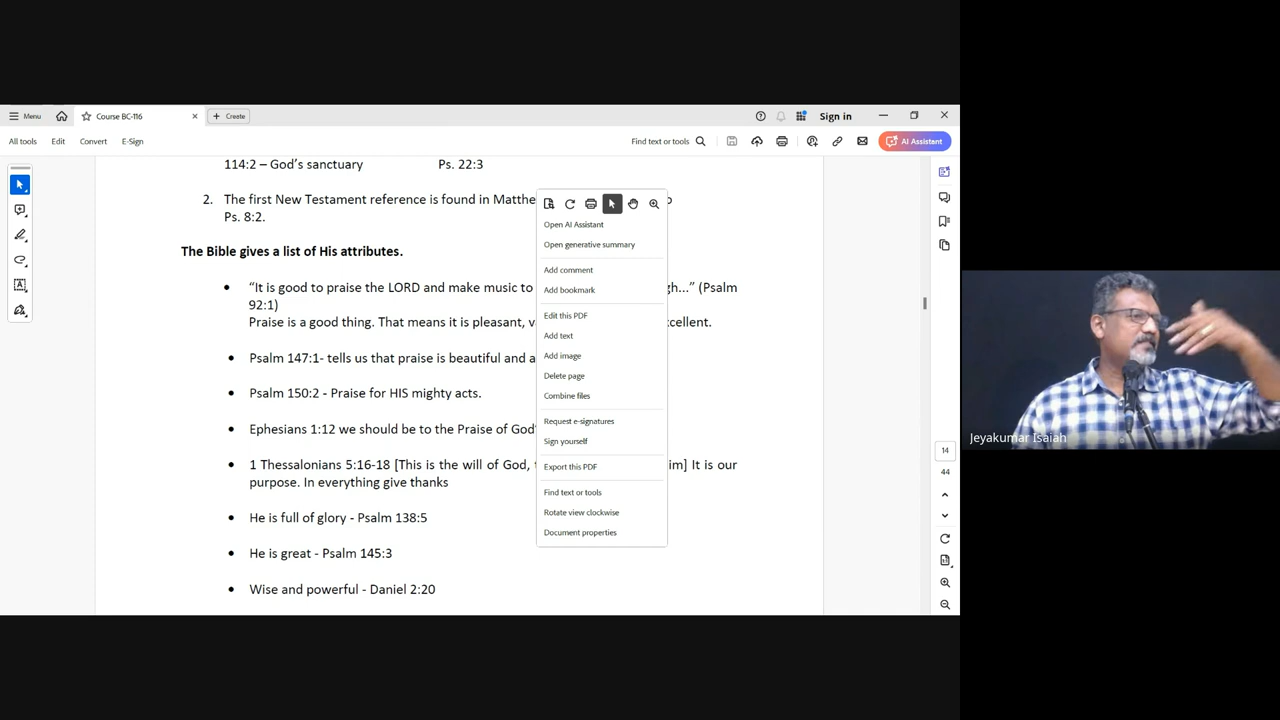 Menu
Course BC-116
Create
Sign in
All tools
Edit
Convert
E-Sign
Find text or tools
AI Assistant
114:2 – God's sanctuary Ps. 22:3
2. The first New Testament reference is found in Matthe o
Ps. 8:2.
The Bible gives a list of His attributes.
• "It is good to praise the LORD and make music to gh…" (Psalm
92:1)
Praise is a good thing. That means it is pleasant, v xcellent.
• Psalm 147:1- tells us that praise is beautiful and a
• Psalm 150:2 - Praise for HIS mighty acts.
• Ephesians 1:12 we should be to the Praise of God'
• 1 Thessalonians 5:16-18 [This is the will of God, im] It is our
purpose. In everything give thanks
• He is full of glory - Psalm 138:5
• He is great - Psalm 145:3
• Wise and powerful - Daniel 2:20
Open AI Assistant
Open generative summary
Add comment
Add bookmark
Edit this PDF
Add text
Add image
Delete page
Combine files
Request e-signatures
Sign yourself
Export this PDF
Find text or tools
Rotate view clockwise
Document properties
14
44
Jeyakumar Isaiah